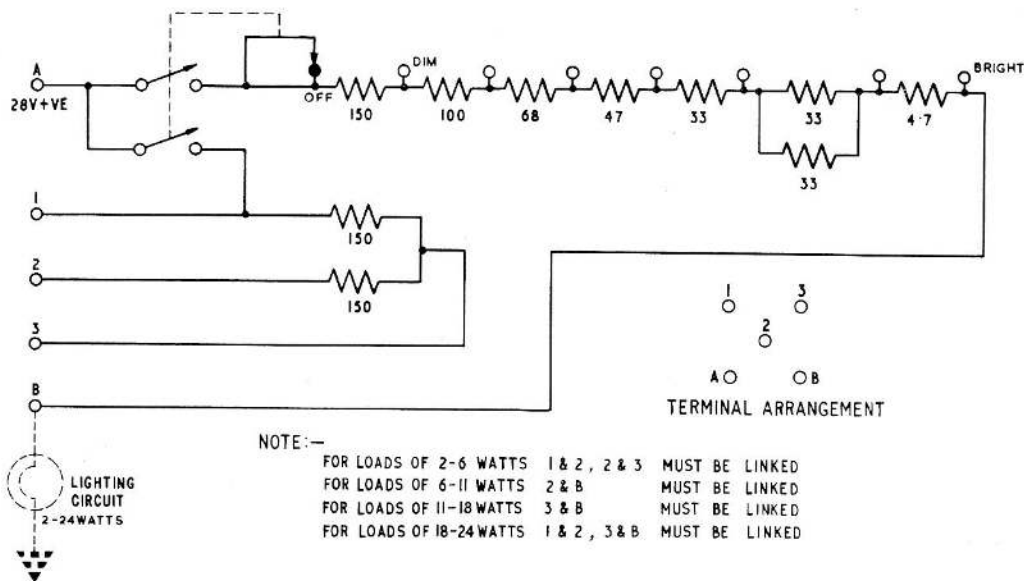 A
28V+VE
OFF
DIM
BRIGHT
150
100
68
47
33
33
4·7
33
1
150
2
150
3
B
1
3
2
A
B
TERMINAL ARRANGEMENT
LIGHTING
CIRCUIT
2-24WATTS
NOTE:—
FOR LOADS OF 2-6 WATTS 1 & 2, 2 & 3 MUST BE LINKED
FOR LOADS OF 6-11 WATTS 2 & B MUST BE LINKED
FOR LOADS OF 11-18 WATTS 3 & B MUST BE LINKED
FOR LOADS OF 18-24WATTS 1 & 2, 3 & B MUST BE LINKED